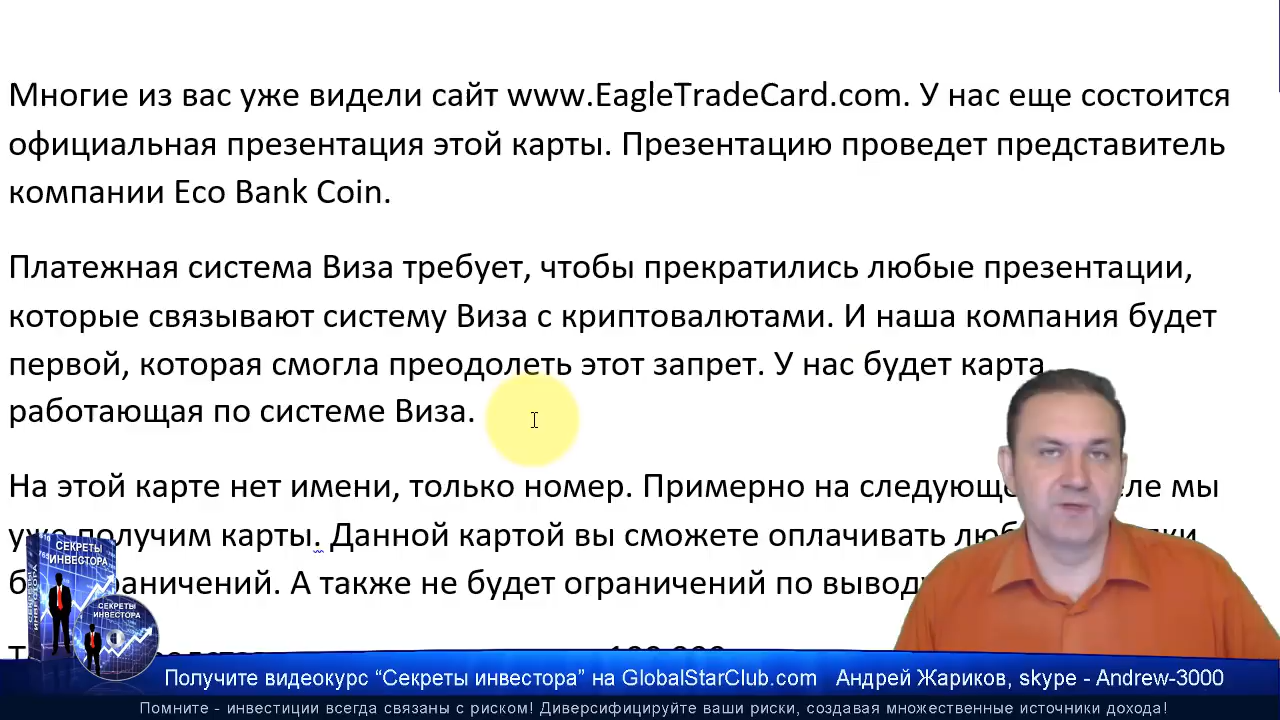 Многие из вас уже видели сайт www.EagleTradeCard.com. У нас еще состоится
официальная презентация этой карты. Презентацию проведет представитель
компании Eco Bank Coin.
Платежная система Виза требует, чтобы прекратились любые презентации,
которые связывают систему Виза с криптовалютами. И наша компания будет
первой, которая смогла преодолеть этот запрет. У нас будет карта
работающая по системе Виза.
На этой карте нет имени, только номер. Примерно на мы
получим карты. Данной картой вы сможете оплачивать
А также не будет ограничений по
СЕКРЕТЫ
ИНВЕСТОРА
СЕКРЕТЫ
ИНВЕСТОРА
Получите видеокурс “Секреты инвестора” на GlobalStarClub.com Андрей Жариков, skype - Andrew-3000
Помните - инвестиции всегда связаны с риском! Диверсифицируйте ваши риски, создавая множественные источники дохода!